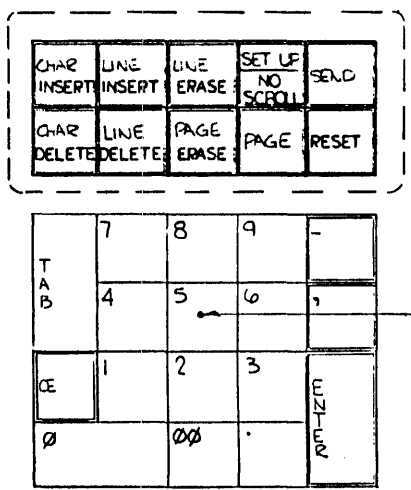 CHAR INSERT
LINE INSERT
LINE ERASE
SET UP
NO SCROLL
SEND
CHAR DELETE
LINE DELETE
PAGE ERASE
PAGE
RESET
TAB
7
8
9
-
4
5
6
,
CE
1
2
3
ENTER
Ø
ØØ
.